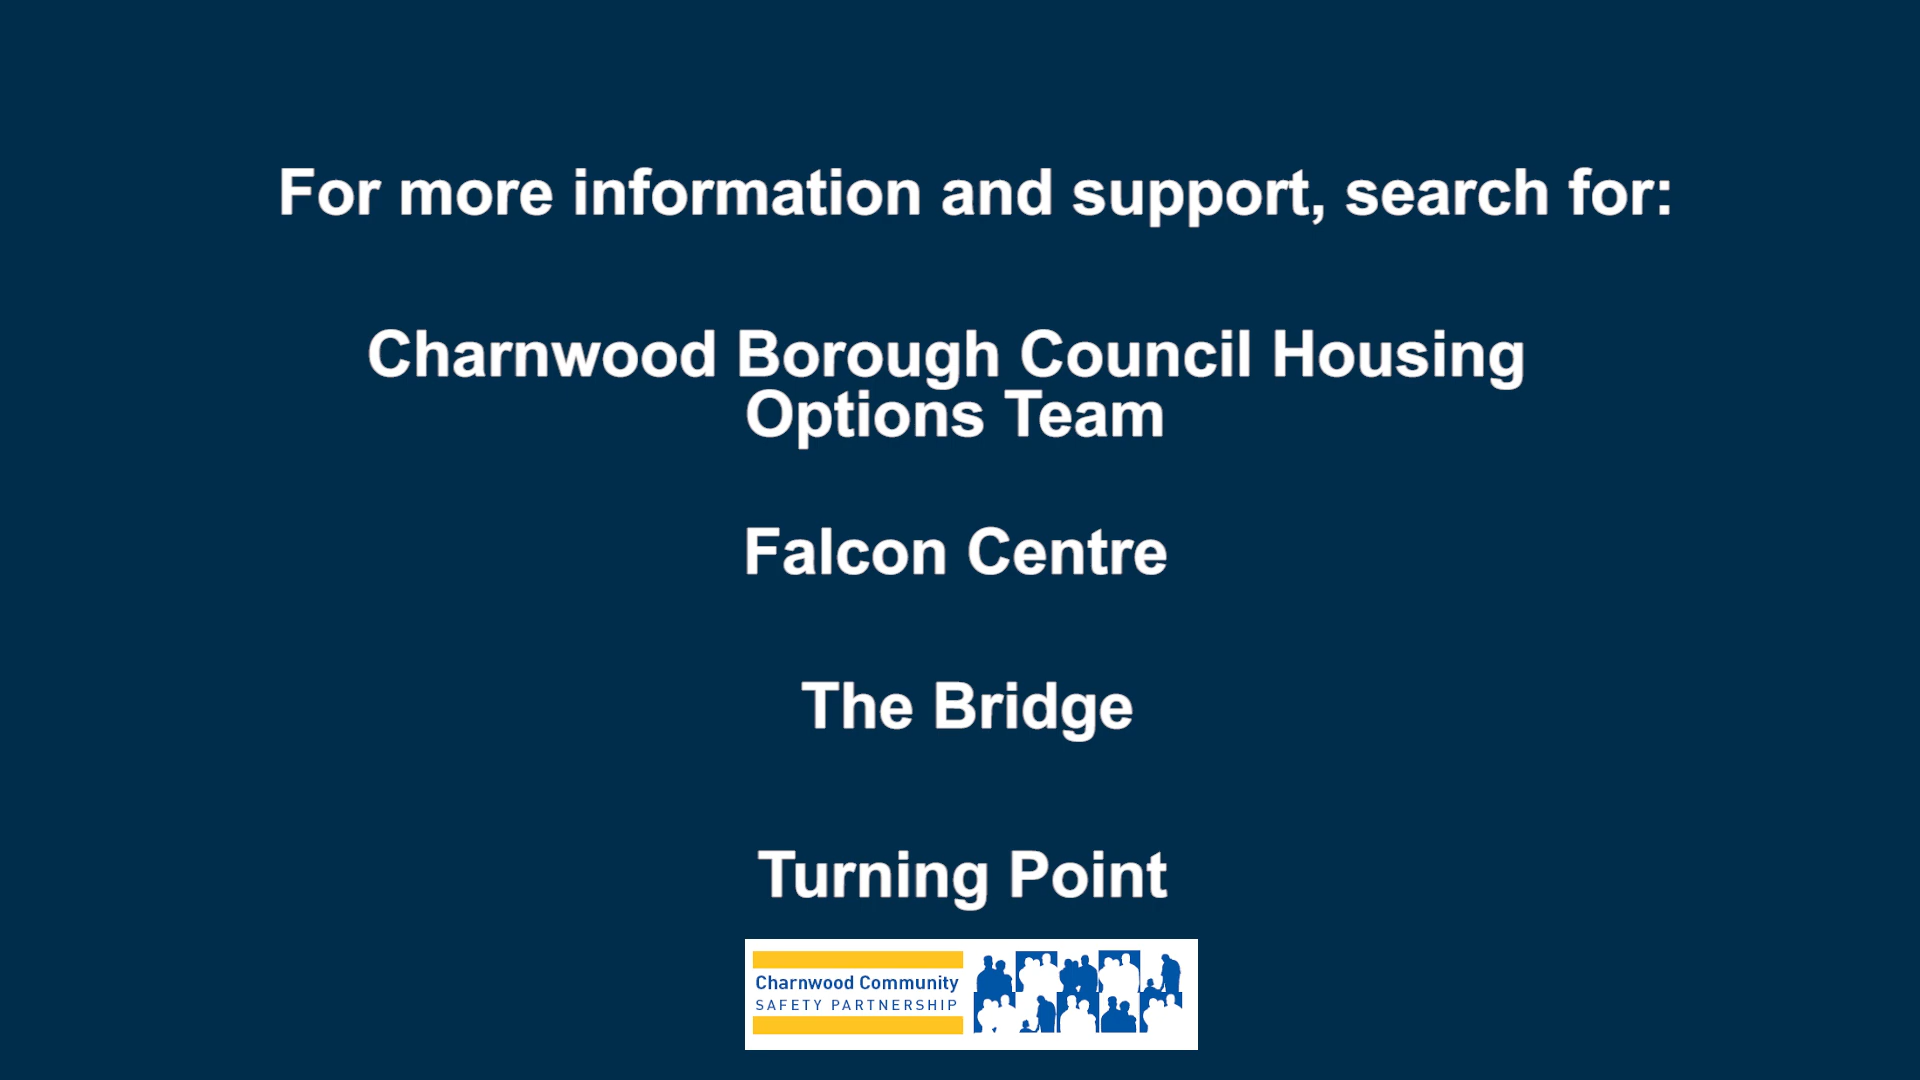 For more information and support, search for:
Charnwood Borough Council Housing
Options Team
Falcon Centre
The Bridge
Turning Point
Charnwood Community
SAFETY PARTNERSHIP